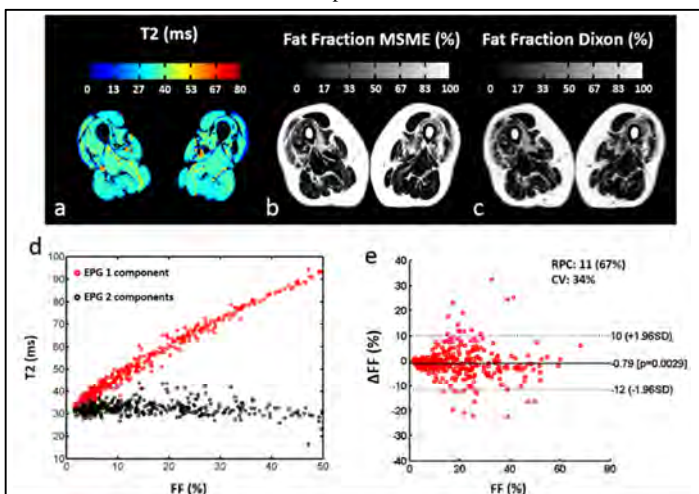 T2 (ms)
0 13 27 40 53 67 80
a
Fat Fraction MSME (%)
0 17 33 50 67 83 100
b
Fat Fraction Dixon (%)
0 17 33 50 67 83 100
c
d
100
90
80
70
60
50
40
30
20
10
T2 (ms)
EPG 1 component
EPG 2 components
0 10 20 30 40 50
FF (%)
e
RPC: 11 (67%)
CV: 34%
40
30
20
10
0
-10
-20
-30
-40
ΔFF (%)
10 (+1.96SD)
-0.79 [p=0.0029]
-12 (-1.96SD)
0 20 40 60 80
FF (%)